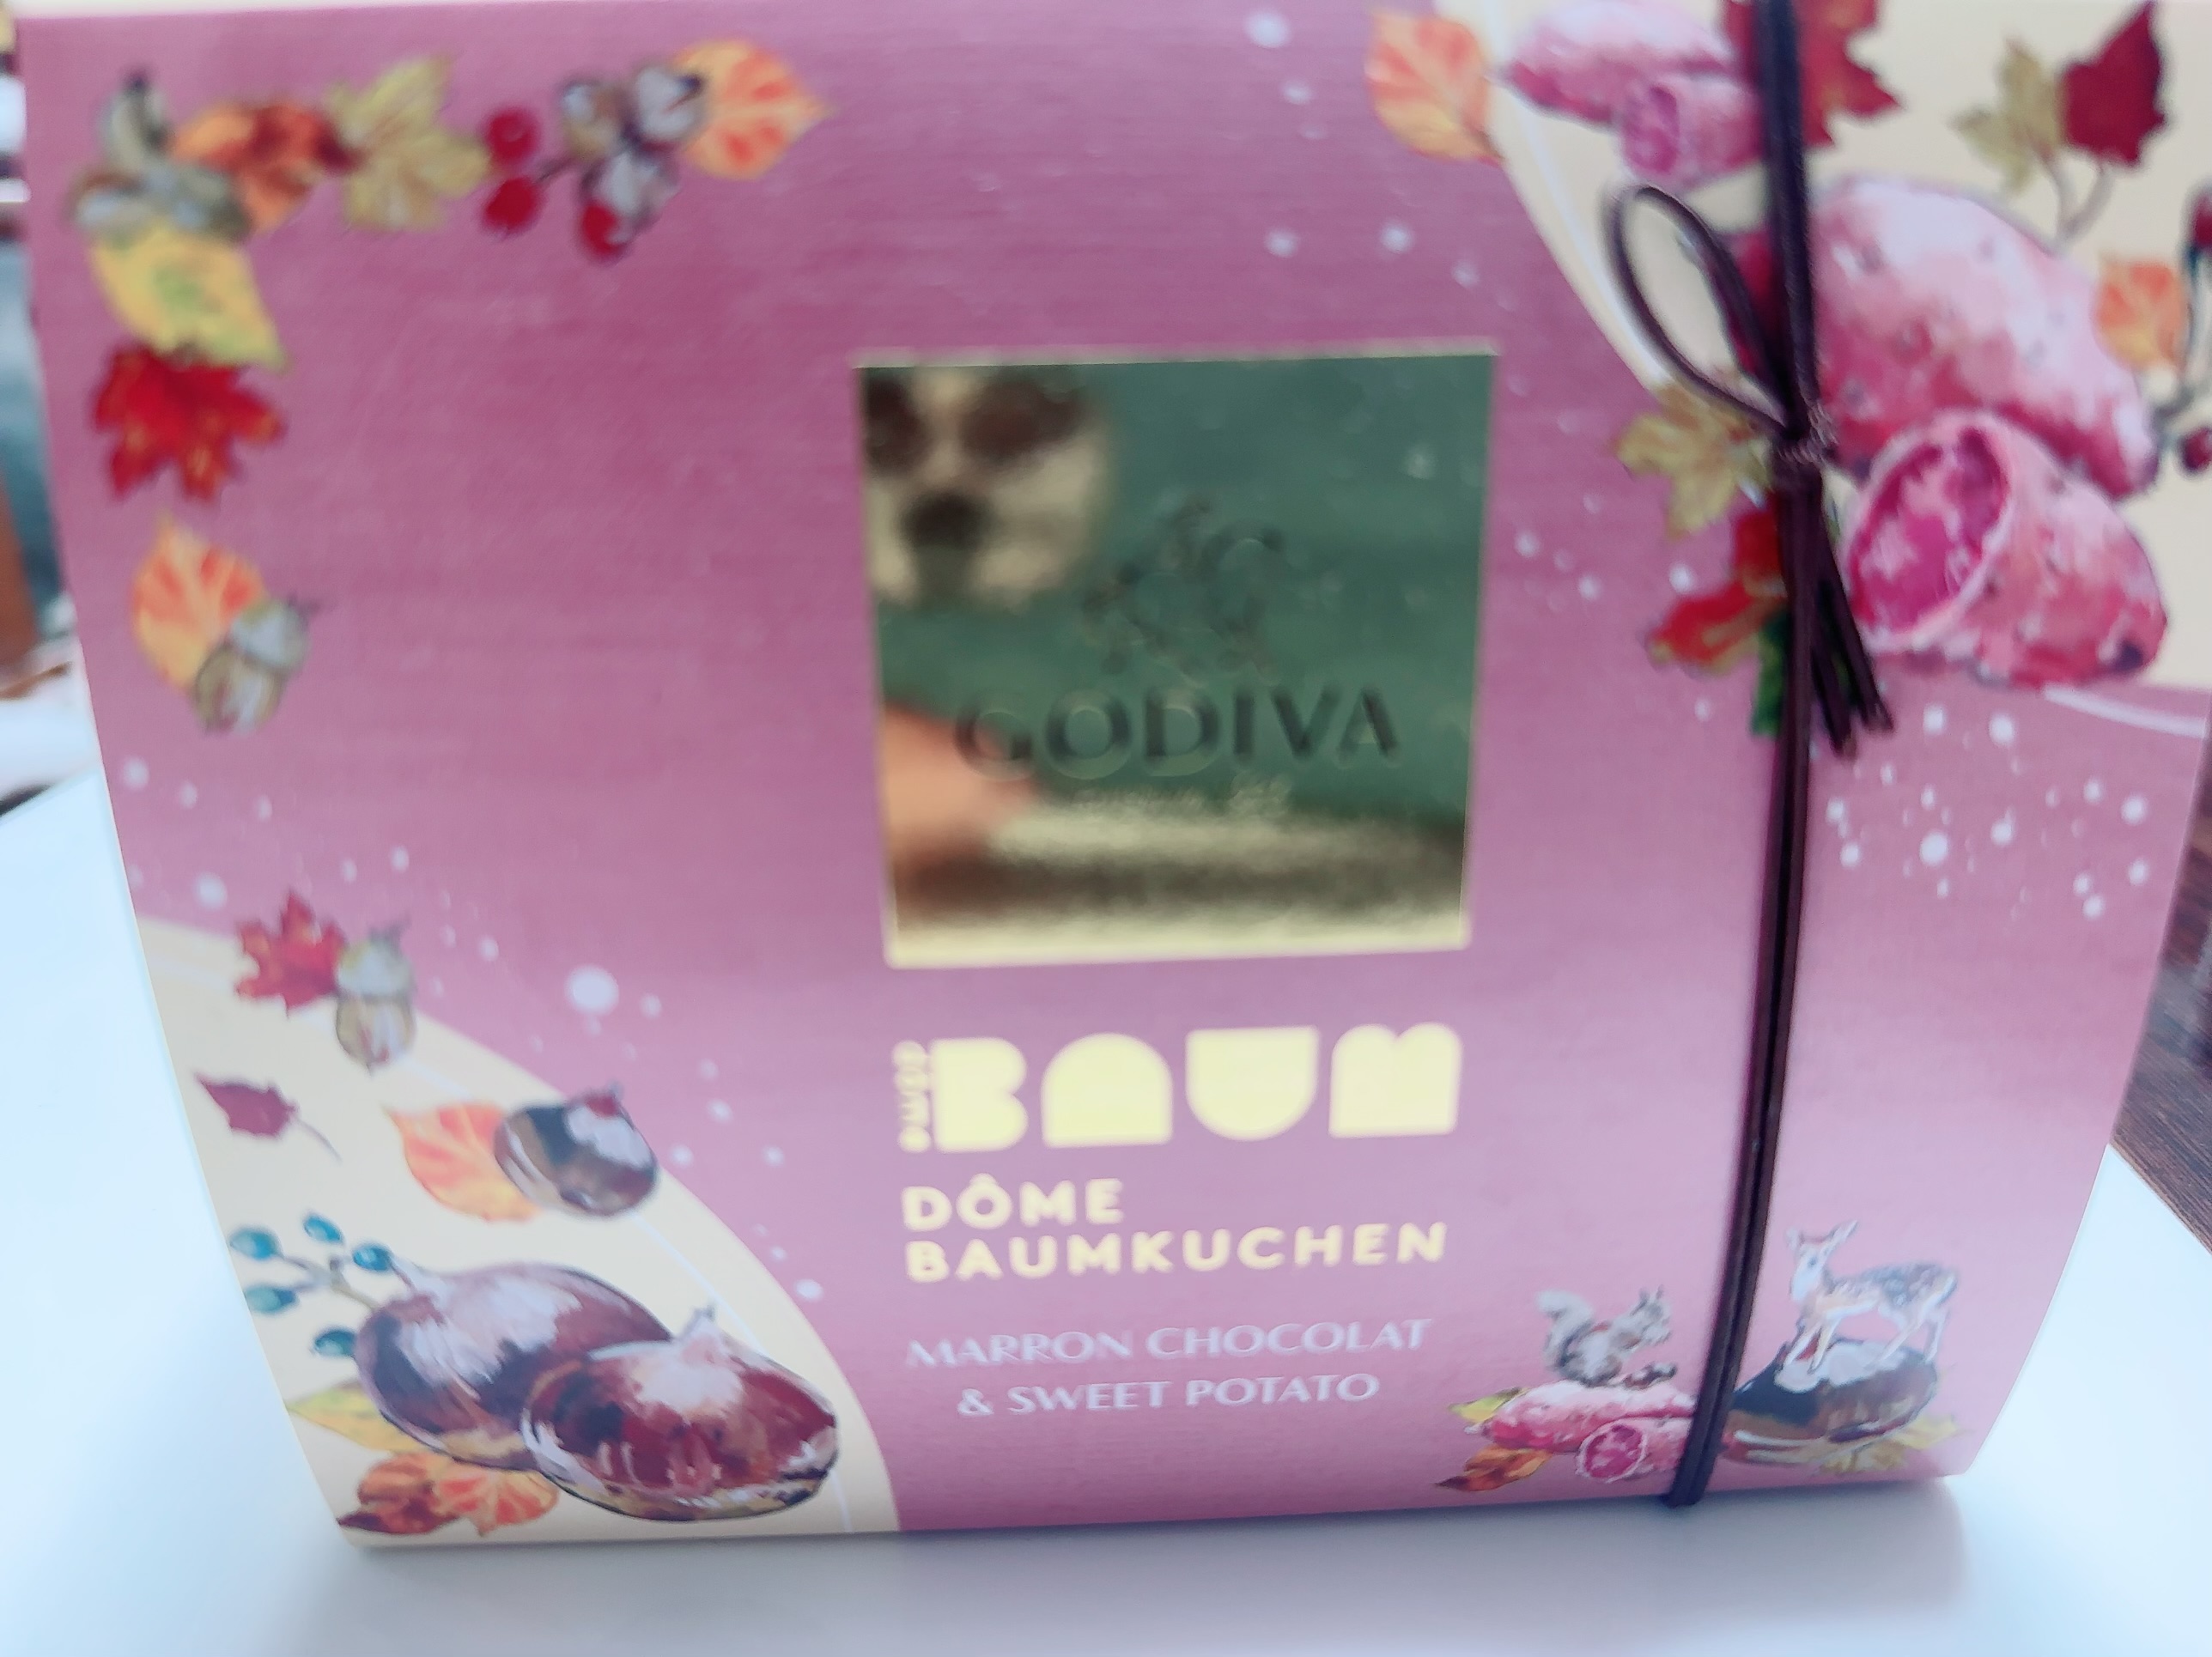 GODIVA
BAUM
DÔME
BAUMKUCHEN
MARRON CHOCOLAT
& SWEET POTATO